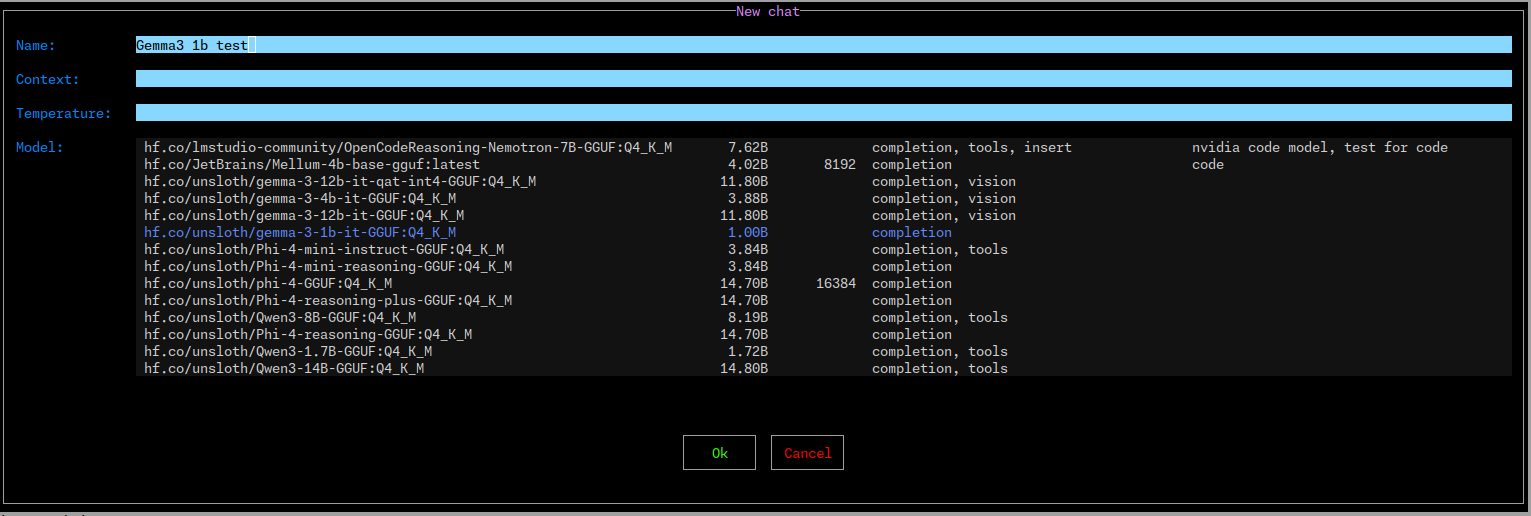 New chat
Name: Gemma3 1b test
Context:
Temperature:
Model: hf.co/lmstudio-community/OpenCodeReasoning-Nemotron-7B-GGUF:Q4_K_M 7.62B completion, tools, insert nvidia code model, test for code
hf.co/JetBrains/Mellum-4b-base-gguf:latest 4.02B 8192 completion code
hf.co/unsloth/gemma-3-12b-it-qat-int4-GGUF:Q4_K_M 11.80B completion, vision
hf.co/unsloth/gemma-3-4b-it-GGUF:Q4_K_M 3.88B completion, vision
hf.co/unsloth/gemma-3-12b-it-GGUF:Q4_K_M 11.80B completion, vision
hf.co/unsloth/gemma-3-1b-it-GGUF:Q4_K_M 1.00B completion
hf.co/unsloth/Phi-4-mini-instruct-GGUF:Q4_K_M 3.84B completion, tools
hf.co/unsloth/Phi-4-mini-reasoning-GGUF:Q4_K_M 3.84B completion
hf.co/unsloth/phi-4-GGUF:Q4_K_M 14.70B 16384 completion
hf.co/unsloth/Phi-4-reasoning-plus-GGUF:Q4_K_M 14.70B completion
hf.co/unsloth/Qwen3-8B-GGUF:Q4_K_M 8.19B completion, tools
hf.co/unsloth/Phi-4-reasoning-GGUF:Q4_K_M 14.70B completion
hf.co/unsloth/Qwen3-1.7B-GGUF:Q4_K_M 1.72B completion, tools
hf.co/unsloth/Qwen3-14B-GGUF:Q4_K_M 14.80B completion, tools
Ok Cancel